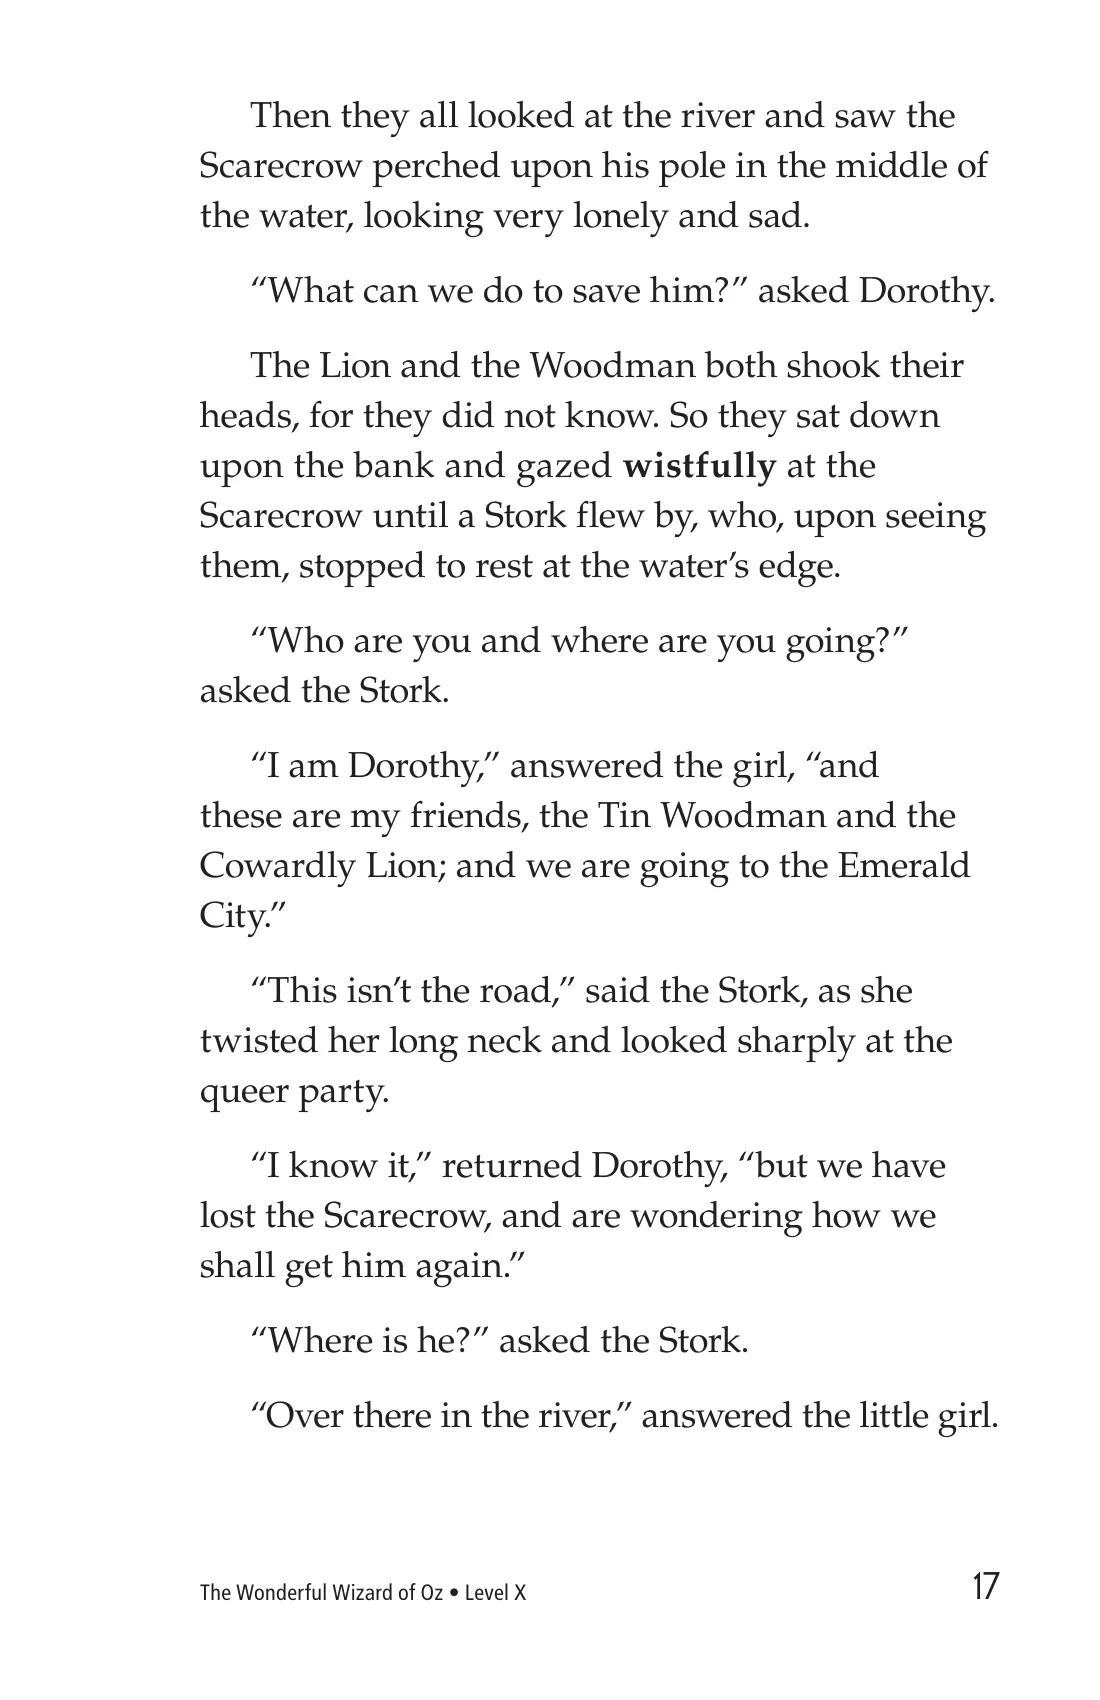 Then they all looked at the river and saw the
Scarecrow perched upon his pole in the middle of
the water, looking very lonely and sad.
“What can we do to save him?” asked Dorothy.
The Lion and the Woodman both shook their
heads, for they did not know. So they sat down
upon the bank and gazed wistfully at the
Scarecrow until a Stork flew by, who, upon seeing
them, stopped to rest at the water’s edge.
“Who are you and where are you going?”
asked the Stork.
“I am Dorothy,” answered the girl, “and
these are my friends, the Tin Woodman and the
Cowardly Lion; and we are going to the Emerald
City.”
“This isn’t the road,” said the Stork, as she
twisted her long neck and looked sharply at the
queer party.
“I know it,” returned Dorothy, “but we have
lost the Scarecrow, and are wondering how we
shall get him again.”
“Where is he?” asked the Stork.
“Over there in the river,” answered the little girl.
The Wonderful Wizard of Oz • Level X 17